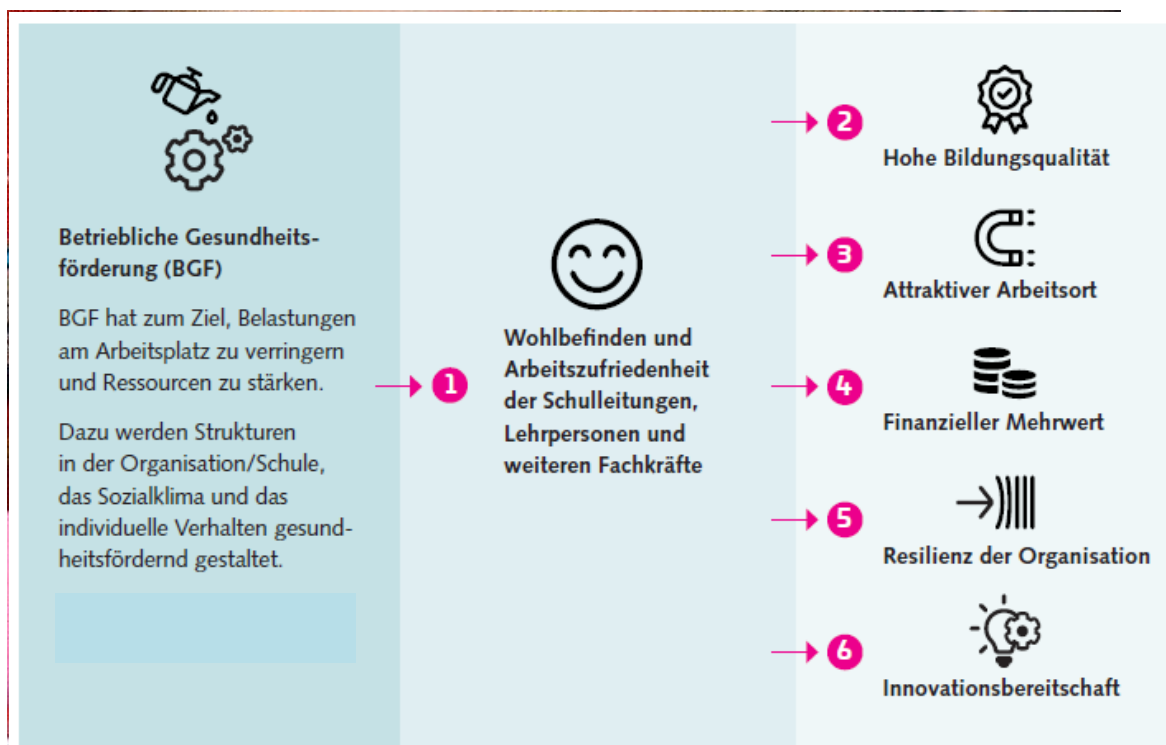 Betriebliche Gesundheits-
förderung (BGF)
BGF hat zum Ziel, Belastungen
am Arbeitsplatz zu verringern
und Ressourcen zu stärken.
Dazu werden Strukturen
in der Organisation/Schule,
das Sozialklima und das
individuelle Verhalten gesund-
heitsfördernd gestaltet.
1
Wohlbefinden und
Arbeitszufriedenheit
der Schulleitungen,
Lehrpersonen und
weiteren Fachkräfte
2
Hohe Bildungsqualität
3
Attraktiver Arbeitsort
4
Finanzieller Mehrwert
5
Resilienz der Organisation
6
Innovationsbereitschaft